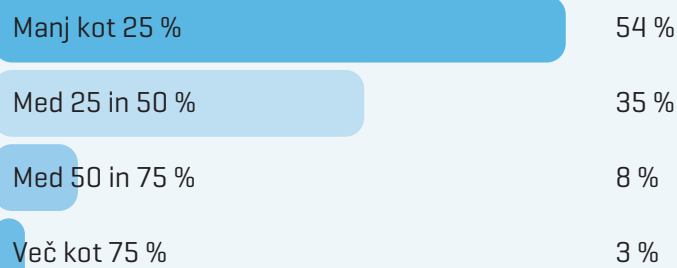 Manj kot 25 % 54 %
Med 25 in 50 % 35 %
Med 50 in 75 % 8 %
Več kot 75 % 3 %